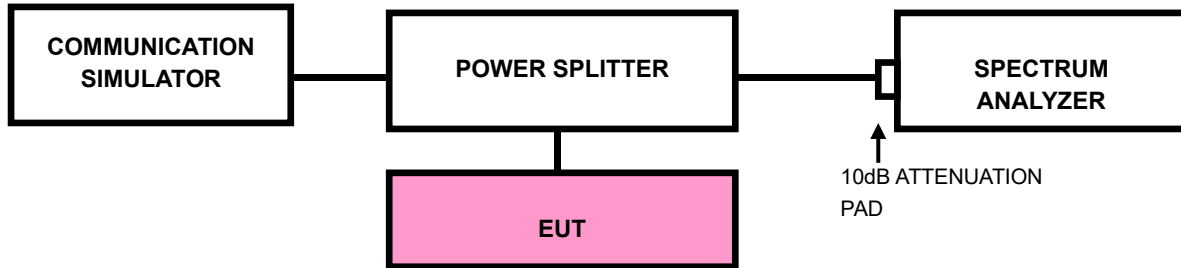 COMMUNICATION
SIMULATOR
POWER SPLITTER
SPECTRUM
ANALYZER
10dB ATTENUATION
PAD
EUT